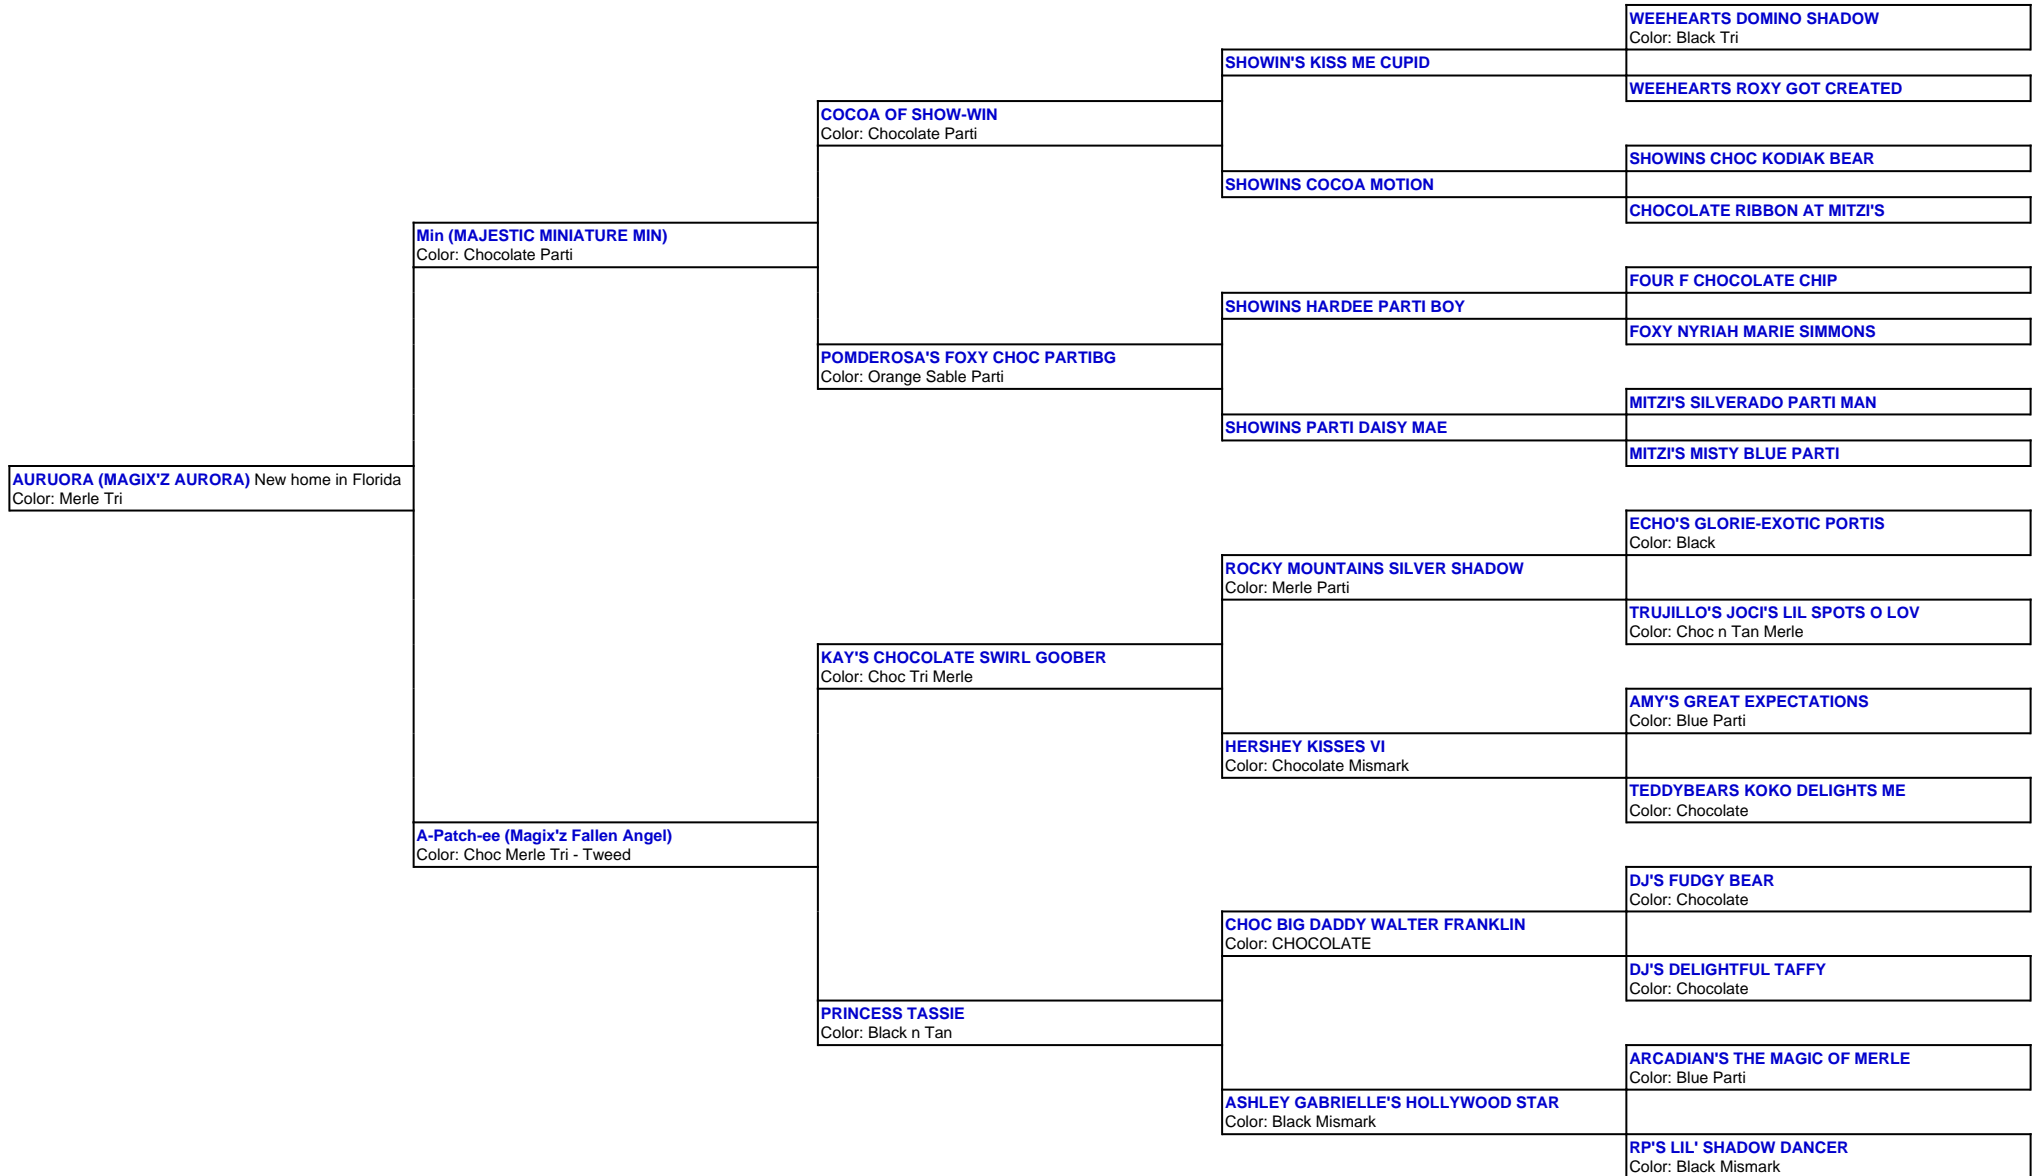 WEEHEARTS DOMINO SHADOW
Color: Black Tri
SHOWIN'S KISS ME CUPID
WEEHEARTS ROXY GOT CREATED
COCOA OF SHOW-WIN
Color: Chocolate Parti
SHOWINS CHOC KODIAK BEAR
SHOWINS COCOA MOTION
CHOCOLATE RIBBON AT MITZI'S
Min (MAJESTIC MINIATURE MIN)
Color: Chocolate Parti
FOUR F CHOCOLATE CHIP
SHOWINS HARDEE PARTI BOY
FOXY NYRIAH MARIE SIMMONS
POMDEROSA'S FOXY CHOC PARTIBG
Color: Orange Sable Parti
MITZI'S SILVERADO PARTI MAN
SHOWINS PARTI DAISY MAE
MITZI'S MISTY BLUE PARTI
AURUORA (MAGIX'Z AURORA) New home in Florida
Color: Merle Tri
ECHO'S GLORIE-EXOTIC PORTIS
Color: Black
ROCKY MOUNTAINS SILVER SHADOW
Color: Merle Parti
TRUJILLO'S JOCI'S LIL SPOTS O LOV
Color: Choc n Tan Merle
KAY'S CHOCOLATE SWIRL GOOBER
Color: Choc Tri Merle
AMY'S GREAT EXPECTATIONS
Color: Blue Parti
HERSHEY KISSES VI
Color: Chocolate Mismark
TEDDYBEARS KOKO DELIGHTS ME
Color: Chocolate
A-Patch-ee (Magix'z Fallen Angel)
Color: Choc Merle Tri - Tweed
DJ'S FUDGY BEAR
Color: Chocolate
CHOC BIG DADDY WALTER FRANKLIN
Color: CHOCOLATE
DJ'S DELIGHTFUL TAFFY
Color: Chocolate
PRINCESS TASSIE
Color: Black n Tan
ARCADIAN'S THE MAGIC OF MERLE
Color: Blue Parti
ASHLEY GABRIELLE'S HOLLYWOOD STAR
Color: Black Mismark
RP'S LIL' SHADOW DANCER
Color: Black Mismark